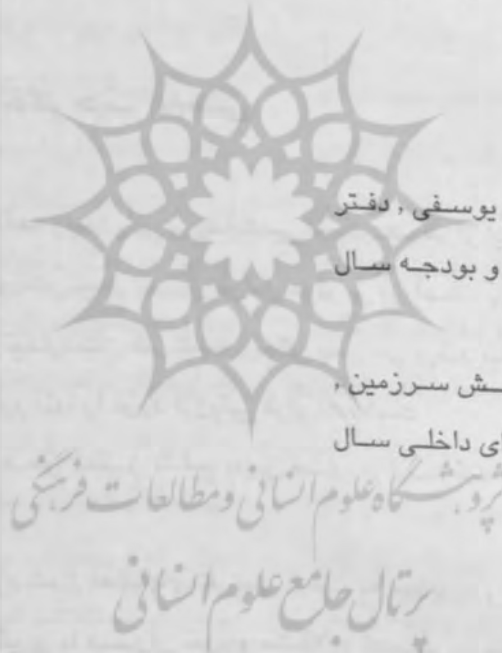 یوسفی , دفتر
و بودجه سال
ش سرزمین ,
ی داخلی سال
پژوهشگاه علوم انسانی و مطالعات فرهنگی
پرتال جامع علوم انسانی